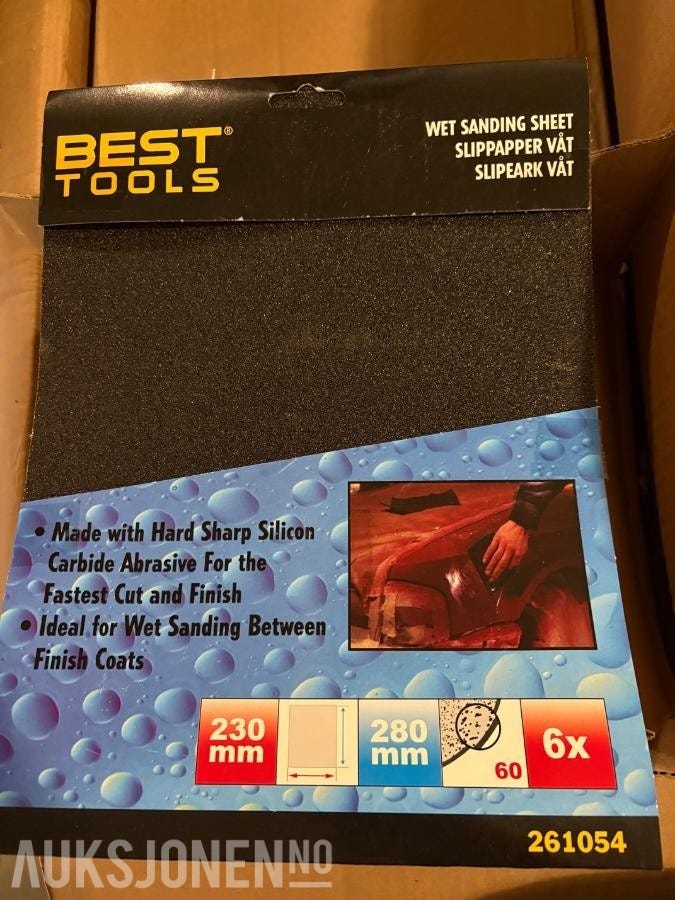 BEST®
TOOLS
WET SANDING SHEET
SLIPPAPPER VÅT
SLIPEARK VÅT
• Made with Hard Sharp Silicon
Carbide Abrasive For the
Fastest Cut and Finish
• Ideal for Wet Sanding Between
Finish Coats
230
mm
280
mm
60
6x
261054
AUKSJONEN NO